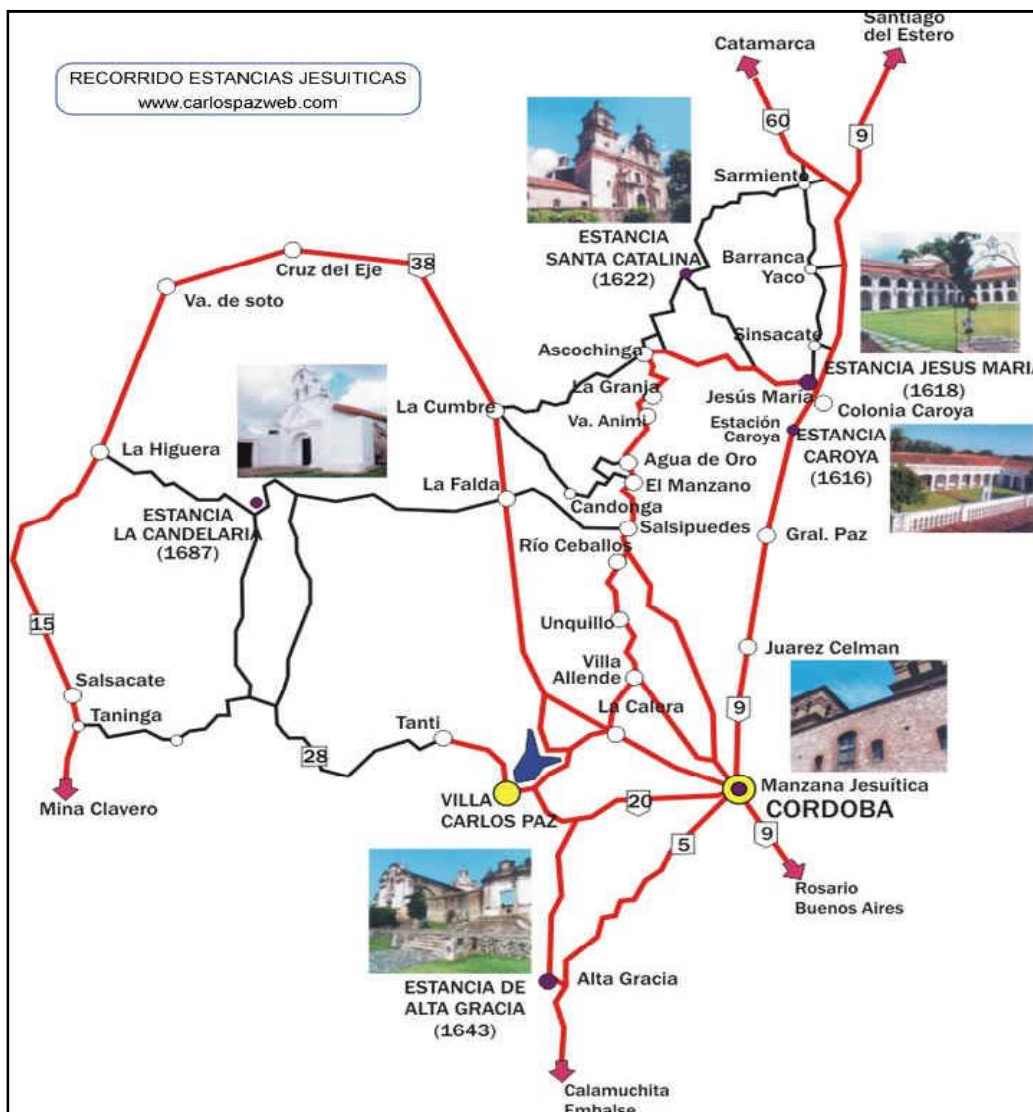 RECORRIDO ESTANCIAS JESUITICAS
www.carlospazweb.com
Santiago
del Estero
Catamarca
60
9
Sarmiento
ESTANCIA
SANTA CATALINA
(1622)
Barranca
Yaco
Cruz del Eje
38
Va. de soto
Sinsacate
Ascochinga
ESTANCIA JESUS MARIA
(1618)
La Granja
Jesús María
La Cumbre
Va. Animi
Colonia Caroya
Estación
Caroya
ESTANCIA
CAROYA
(1616)
La Higuera
Agua de Oro
La Falda
El Manzano
Candonga
ESTANCIA
LA CANDELARIA
(1687)
Salsipuedes
Gral. Paz
Río Ceballos
15
Unquillo
Juarez Celman
Villa
Allende
Salsacate
La Calera
9
Taninga
Tanti
28
Manzana Jesuítica
CORDOBA
Mina Clavero
VILLA
CARLOS PAZ
20
9
5
Rosario
Buenos Aires
Alta Gracia
ESTANCIA DE
ALTA GRACIA
(1643)
Calamuchita
Embalse